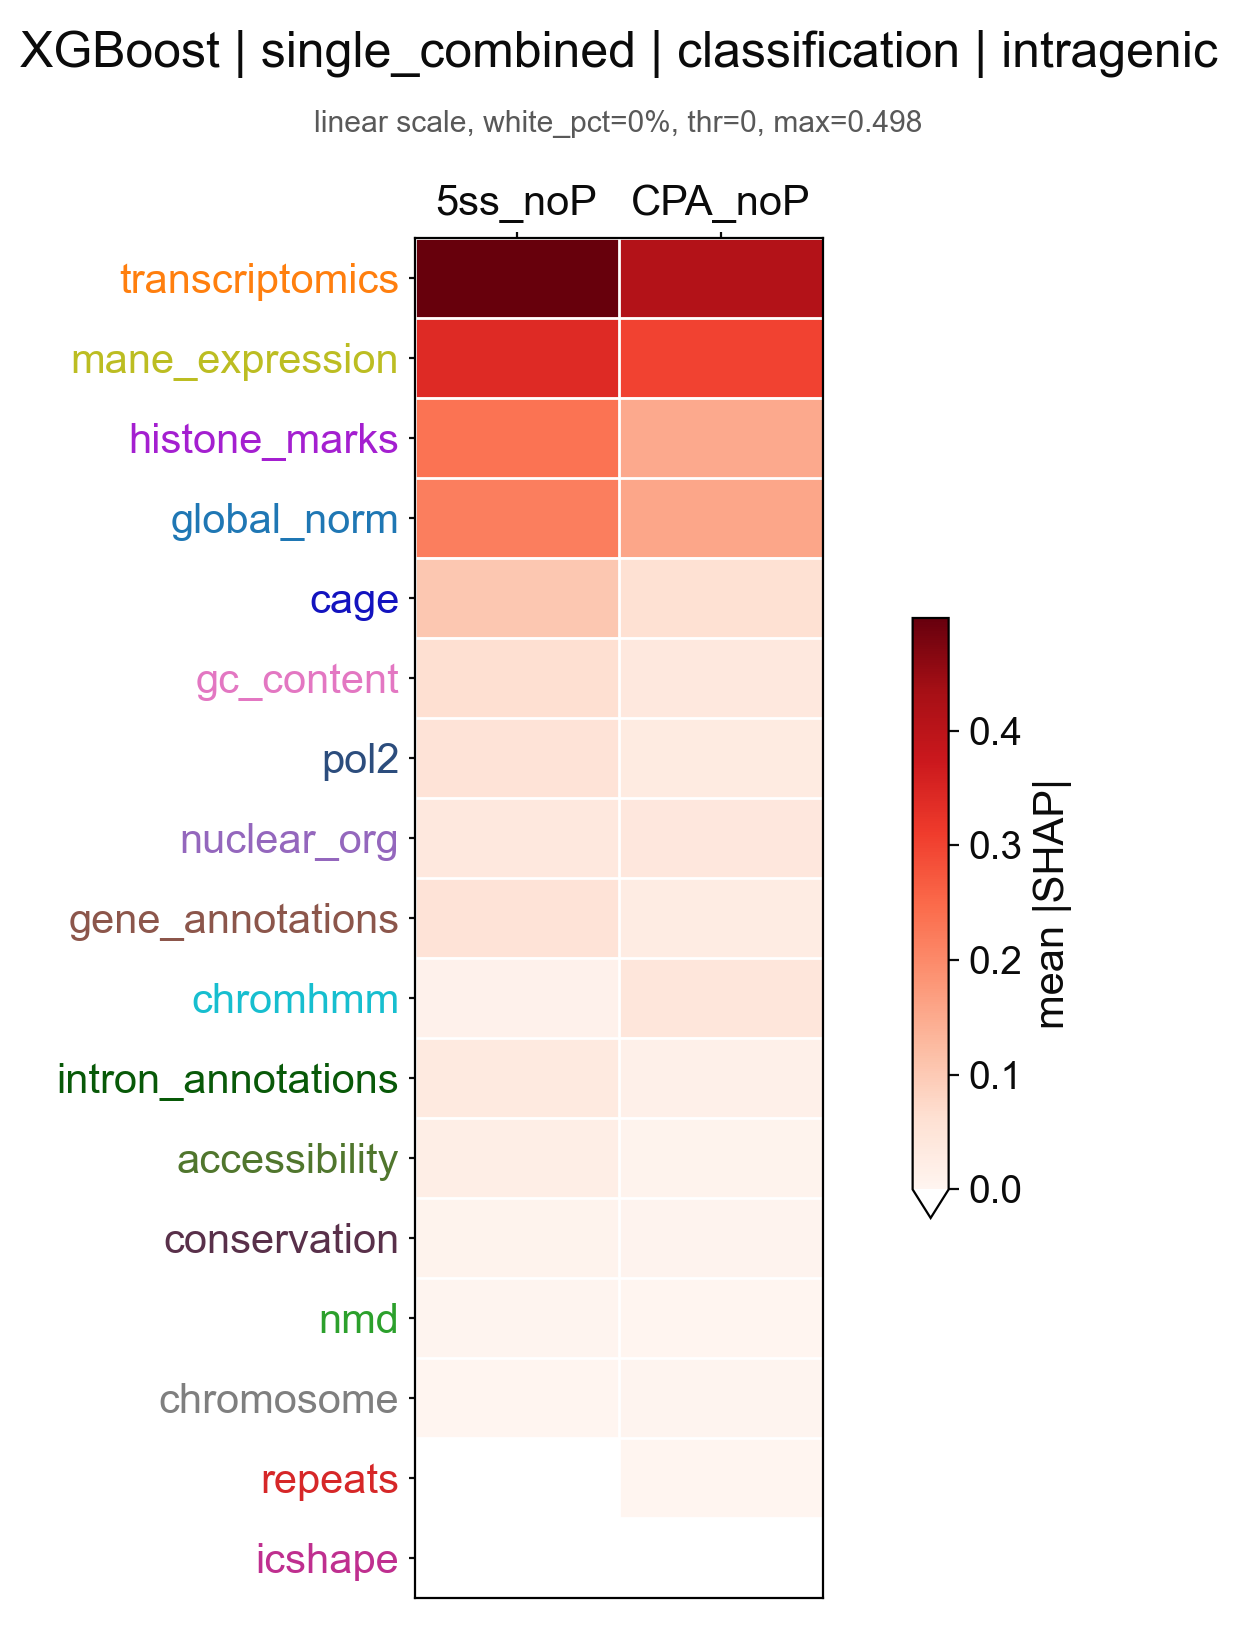 XGBoost | single_combined | classification | intragenic
linear scale, white_pct=0%, thr=0, max=0.498
5ss_noP CPA_noP
transcriptomics
mane_expression
histone_marks
global_norm
cage
gc_content
pol2
nuclear_org
gene_annotations
chromhmm
intron_annotations
accessibility
conservation
nmd
chromosome
repeats
icshape
0.4
0.3
0.2
0.1
0.0
mean |SHAP|